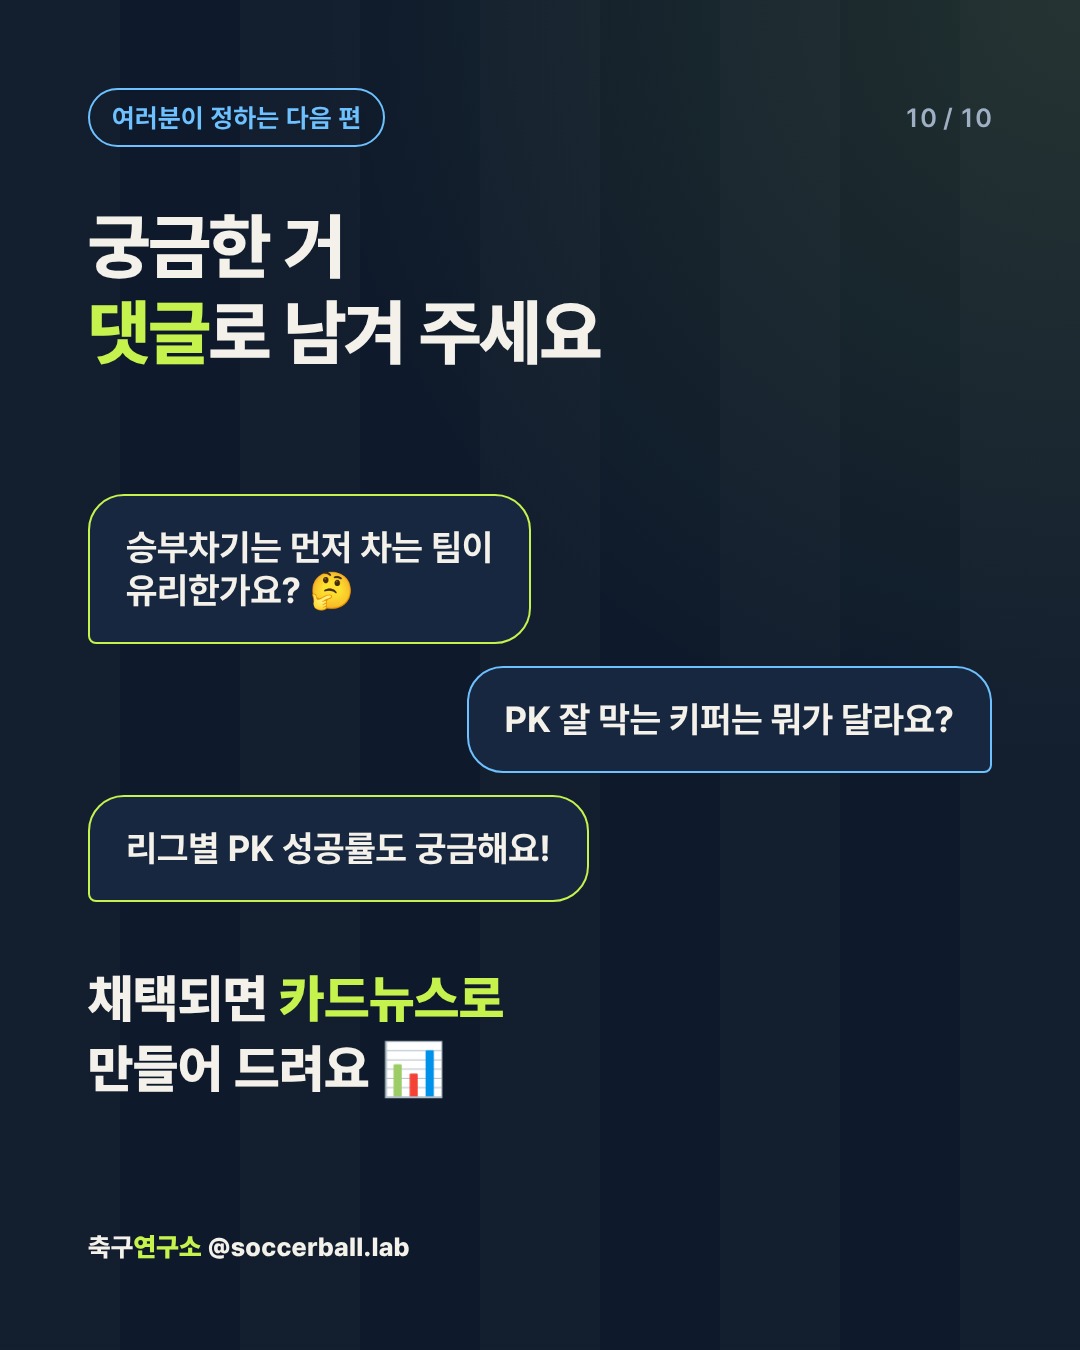 여러분이 정하는 다음 편
10 / 10
궁금한 거
댓글로 남겨 주세요
승부차기는 먼저 차는 팀이
유리한가요? 🤔
PK 잘 막는 키퍼는 뭐가 달라요?
리그별 PK 성공률도 궁금해요!
채택되면 카드뉴스로
만들어 드려요 📊
축구연구소 @soccerball.lab